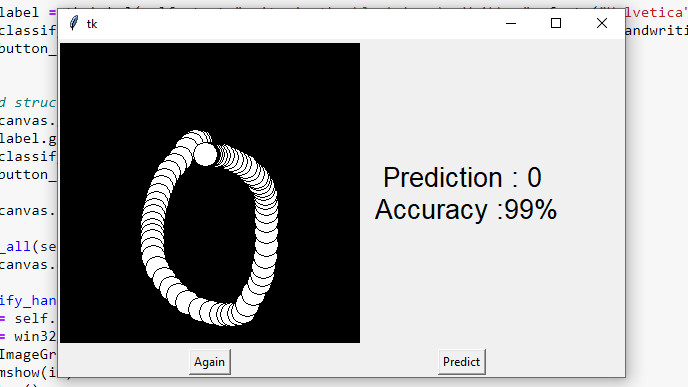 label =
tk
elvetica"
classif
andwriti
button_
d struc
canvas.
label.g
classif
button_
canvas.
_all(se
canvas.
ify_han
= self.
= win32
ImageGr
mshow(i
Prediction : 0
Accuracy :99%
Again
Predict